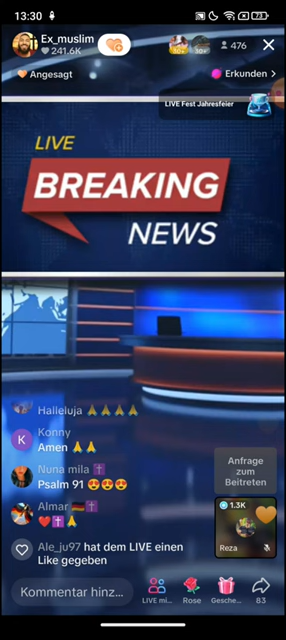 13:30
73
Ex_muslim
241.6K
30+
476
Angesagt
Erkunden >
LIVE Fest Jahresfeier
LIVE
BREAKING
NEWS
Halleluja 🙏🙏🙏🙏
K
Konny
Amen 🙏🙏
Nuna mila ✝️
Psalm 91 😍😍😍
Almar 🇩🇪✝️
❤️✝️🙏
Anfrage
zum
Beitreten
1.3K
Reza
Ale_ju97 hat dem LIVE einen
Like gegeben
Kommentar hinz...
LIVE mi...
Rose
Gesche...
83